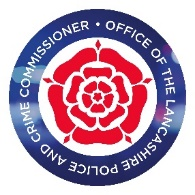 • OFFICE OF THE LANCASHIRE POLICE AND CRIME COMMISSIONER